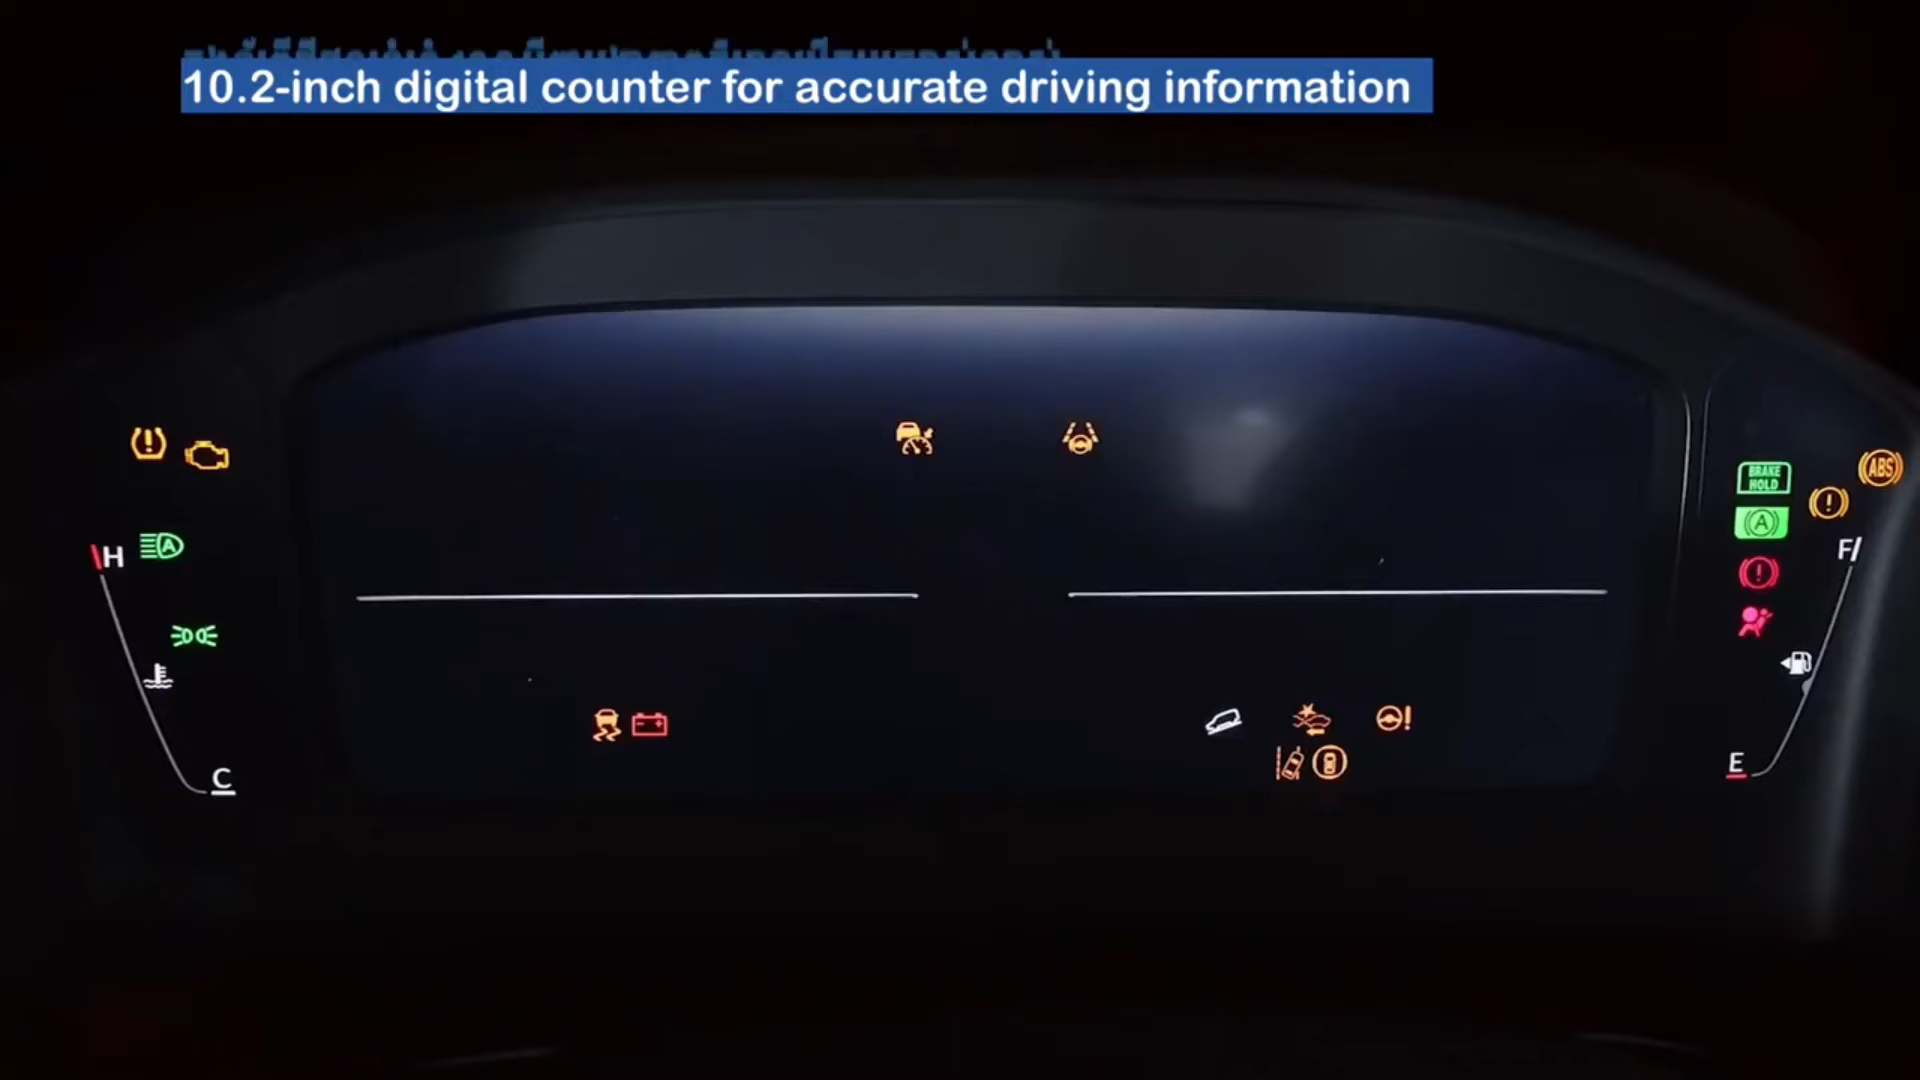 10.2-inch digital counter for accurate driving information
ABS
BRAKE
HOLD
A
A
H
F
C
E